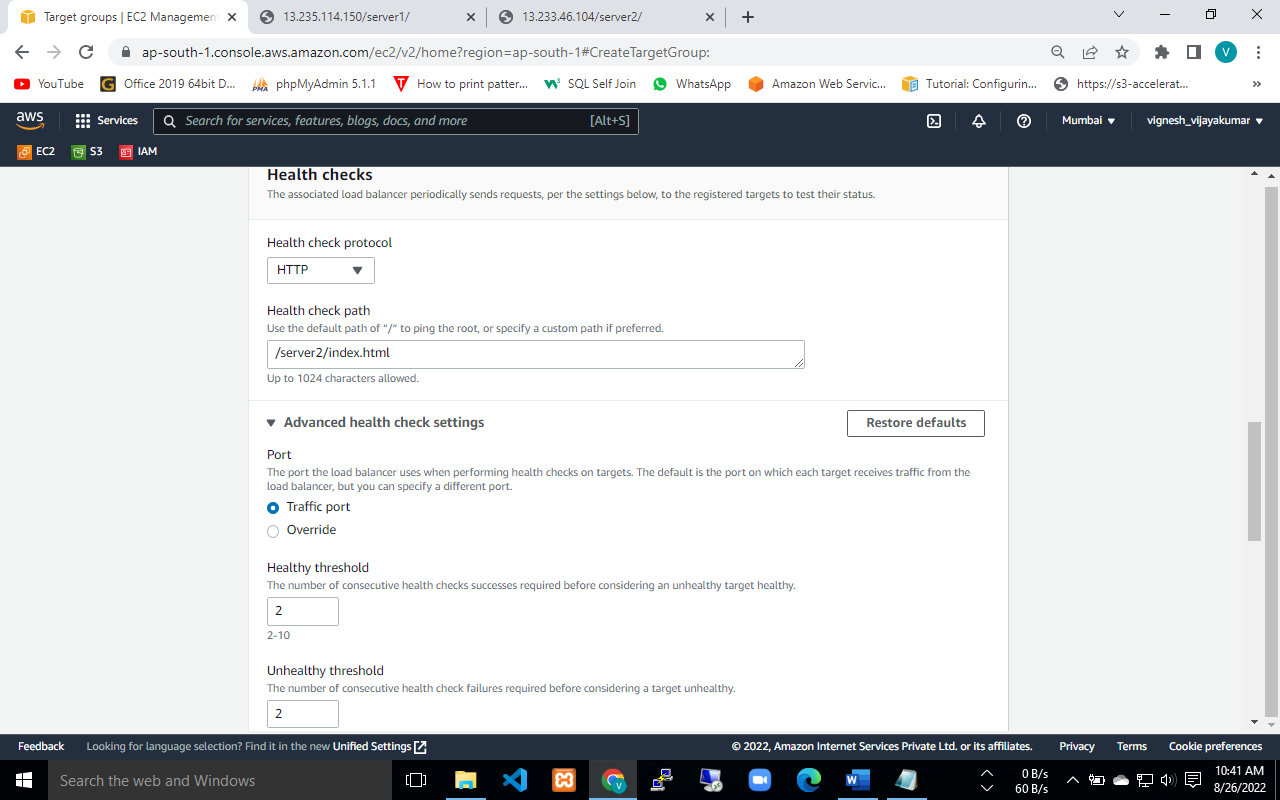 Target groups | EC2 Management
13.235.114.150/server1/
13.233.46.104/server2/
ap-south-1.console.aws.amazon.com/ec2/v2/home?region=ap-south-1#CreateTargetGroup:
V
YouTube
Office 2019 64bit D...
phpMyAdmin 5.1.1
How to print patter...
SQL Self Join
WhatsApp
Amazon Web Servic...
Tutorial: Configurin...
https://s3-accelerat...
»
aws
Services
Search for services, features, blogs, docs, and more
[Alt+S]
Mumbai
vignesh_vijayakumar
EC2
S3
IAM
Health checks
The associated load balancer periodically sends requests, per the settings below, to the registered targets to test their status.
Health check protocol
HTTP
Health check path
Use the default path of “/” to ping the root, or specify a custom path if preferred.
/server2/index.html
Up to 1024 characters allowed.
Advanced health check settings
Restore defaults
Port
The port the load balancer uses when performing health checks on targets. The default is the port on which each target receives traffic from the
load balancer, but you can specify a different port.
Traffic port
Override
Healthy threshold
The number of consecutive health checks successes required before considering an unhealthy target healthy.
2
2-10
Unhealthy threshold
The number of consecutive health check failures required before considering a target unhealthy.
2
Feedback
Looking for language selection? Find it in the new Unified Settings
© 2022, Amazon Internet Services Private Ltd. or its affiliates.
Privacy
Terms
Cookie preferences
Search the web and Windows
0 B/s
60 B/s
10:41 AM
8/26/2022